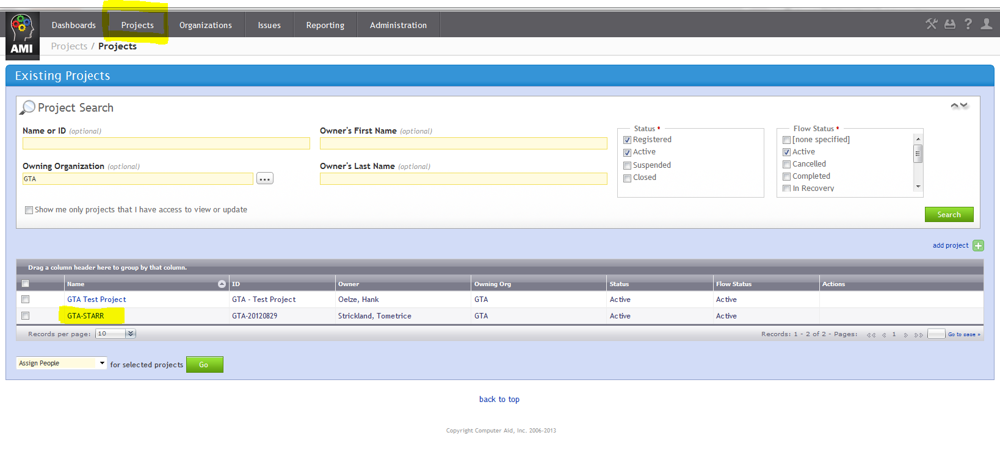 Dashboards Projects Organizations Issues Reporting Administration
AMI
Projects / Projects
Existing Projects
Project Search
Name or ID (optional)
Owner's First Name (optional)
Status *
Flow Status *
Registered
[none specified]
Active
Active
Owning Organization (optional)
Owner's Last Name (optional)
Suspended
Cancelled
GTA
...
Closed
Completed
In Recovery
Show me only projects that I have access to view or update
Search
add project
Drag a column header here to group by that column.
Name ID Owner Owning Org Status Flow Status Actions
GTA Test Project GTA - Test Project Oelze, Hank GTA Active Active
GTA-STARR GTA-20120829 Strickland, Tometrice GTA Active Active
Records per page: 10 Records: 1 - 2 of 2 - Pages: 1 Go to page »
Assign People for selected projects Go
back to top
Copyright Computer Aid, Inc. 2006-2013